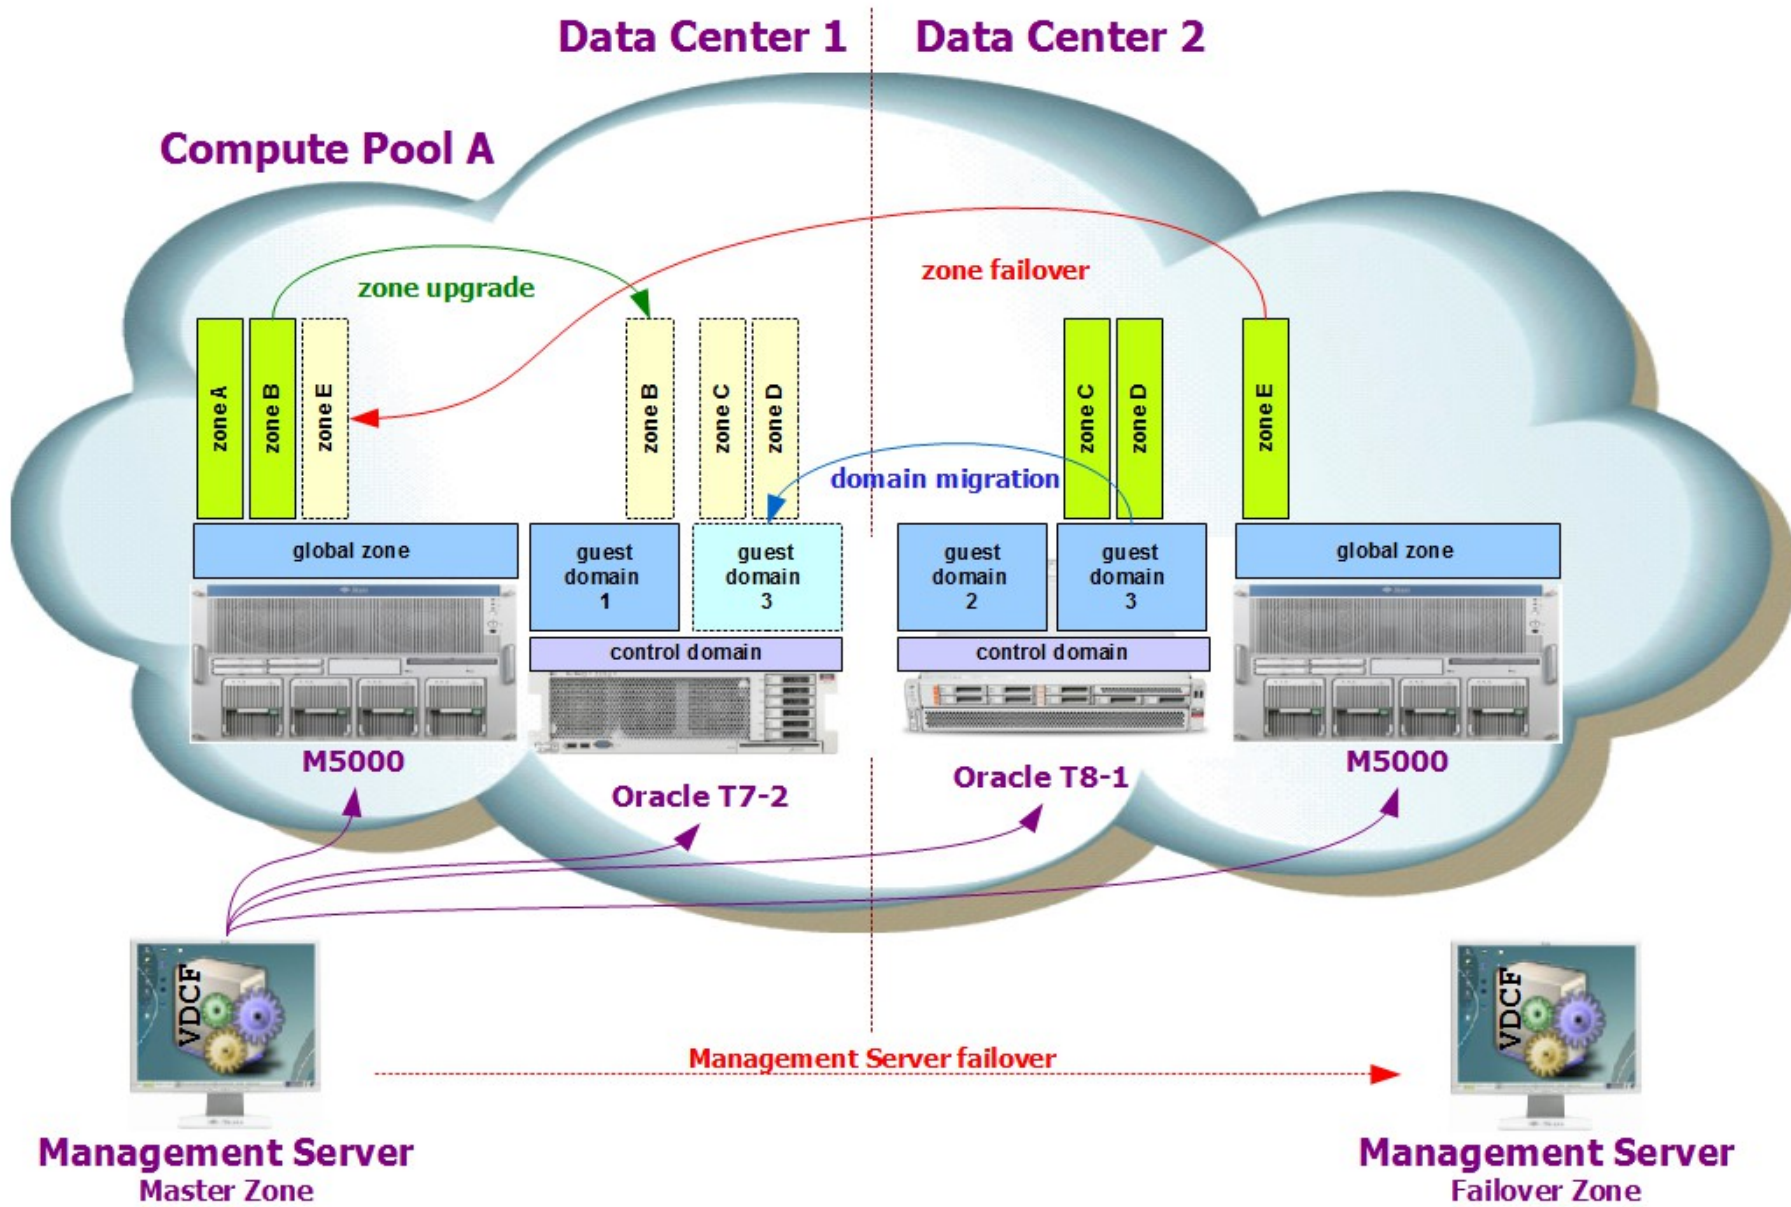 Data Center 1
Data Center 2
Compute Pool A
zone upgrade
zone failover
zone A
zone B
zone E
zone B
zone C
zone D
zone C
zone D
zone E
domain migration
global zone
guest
domain
1
guest
domain
3
guest
domain
2
guest
domain
3
global zone
control domain
control domain
M5000
Oracle T7-2
Oracle T8-1
M5000
VDCF
VDCF
Management Server failover
Management Server
Master Zone
Management Server
Failover Zone